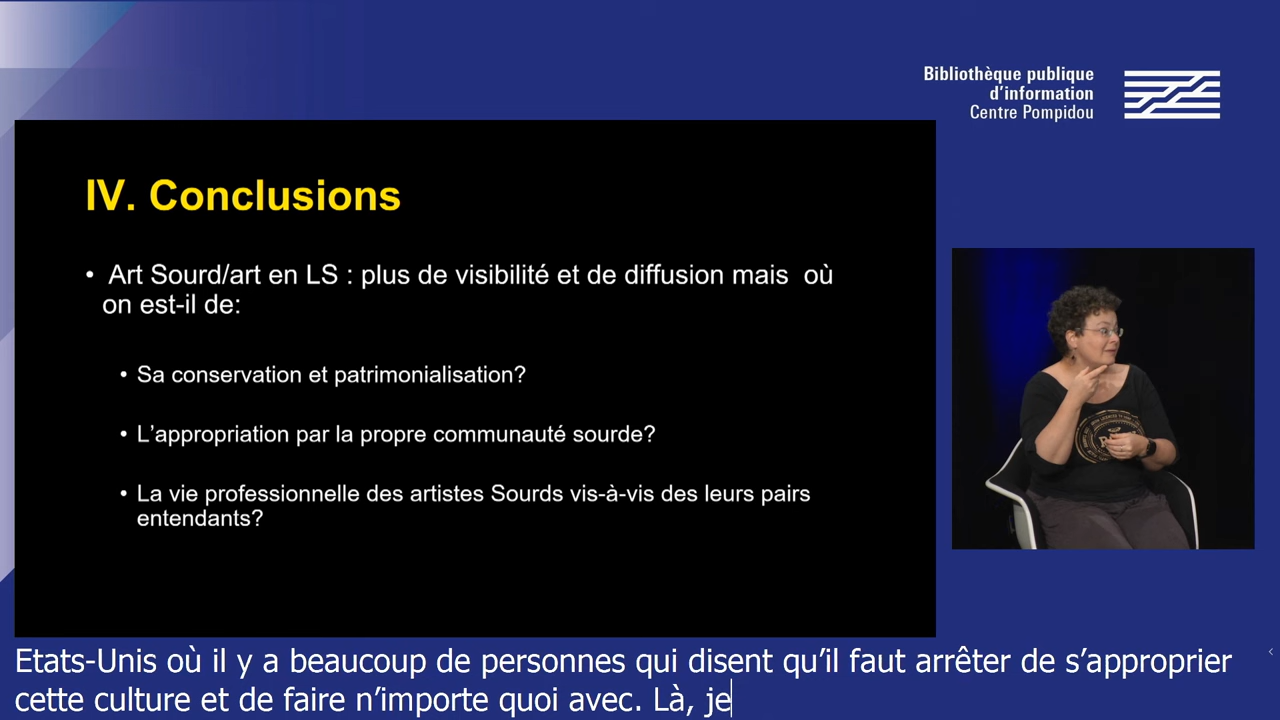 Bibliothèque publique
d'information
Centre Pompidou
IV. Conclusions
• Art Sourd/art en LS : plus de visibilité et de diffusion mais où
on est-il de:
• Sa conservation et patrimonialisation?
• L'appropriation par la propre communauté sourde?
• La vie professionnelle des artistes Sourds vis-à-vis des leurs pairs
entendants?
Etats-Unis où il y a beaucoup de personnes qui disent qu'il faut arrêter de s'approprier
cette culture et de faire n'importe quoi avec. Là, je